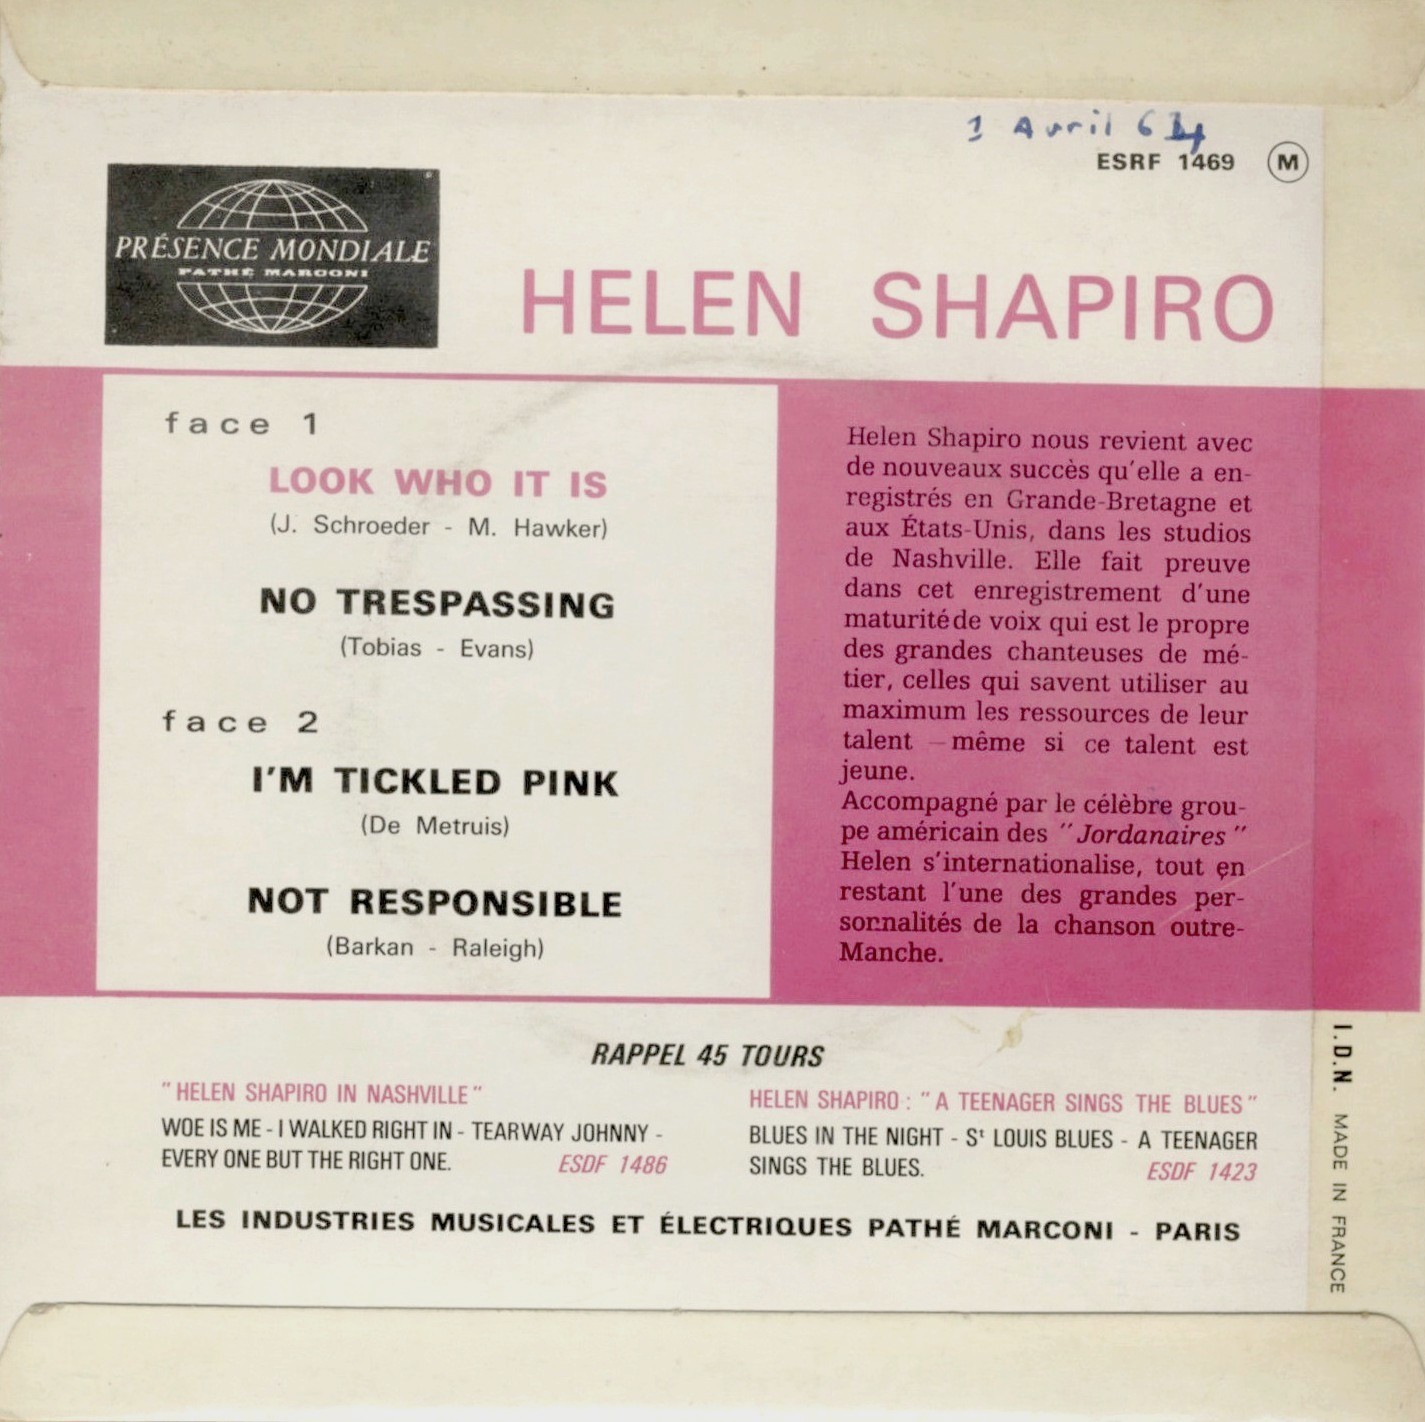 1 Avril 64
ESRF 1469 M
PRÉSENCE MONDIALE
PATHÉ MARCONI
HELEN SHAPIRO
face 1
LOOK WHO IT IS
(J. Schroeder - M. Hawker)
NO TRESPASSING
(Tobias - Evans)
face 2
I'M TICKLED PINK
(De Metruis)
NOT RESPONSIBLE
(Barkan - Raleigh)
Helen Shapiro nous revient avec
de nouveaux succès qu'elle a en-
registrés en Grande-Bretagne et
aux États-Unis, dans les studios
de Nashville. Elle fait preuve
dans cet enregistrement d'une
maturité de voix qui est le propre
des grandes chanteuses de mé-
tier, celles qui savent utiliser au
maximum les ressources de leur
talent — même si ce talent est
jeune.
Accompagné par le célèbre grou-
pe américain des "Jordanaires"
Helen s'internationalise, tout en
restant l'une des grandes per-
sonnalités de la chanson outre-
Manche.
RAPPEL 45 TOURS
"HELEN SHAPIRO IN NASHVILLE"
WOE IS ME - I WALKED RIGHT IN - TEARWAY JOHNNY -
EVERY ONE BUT THE RIGHT ONE. ESDF 1486
HELEN SHAPIRO : "A TEENAGER SINGS THE BLUES"
BLUES IN THE NIGHT - St LOUIS BLUES - A TEENAGER
SINGS THE BLUES. ESDF 1423
LES INDUSTRIES MUSICALES ET ÉLECTRIQUES PATHÉ MARCONI - PARIS
I.D.N. MADE IN FRANCE